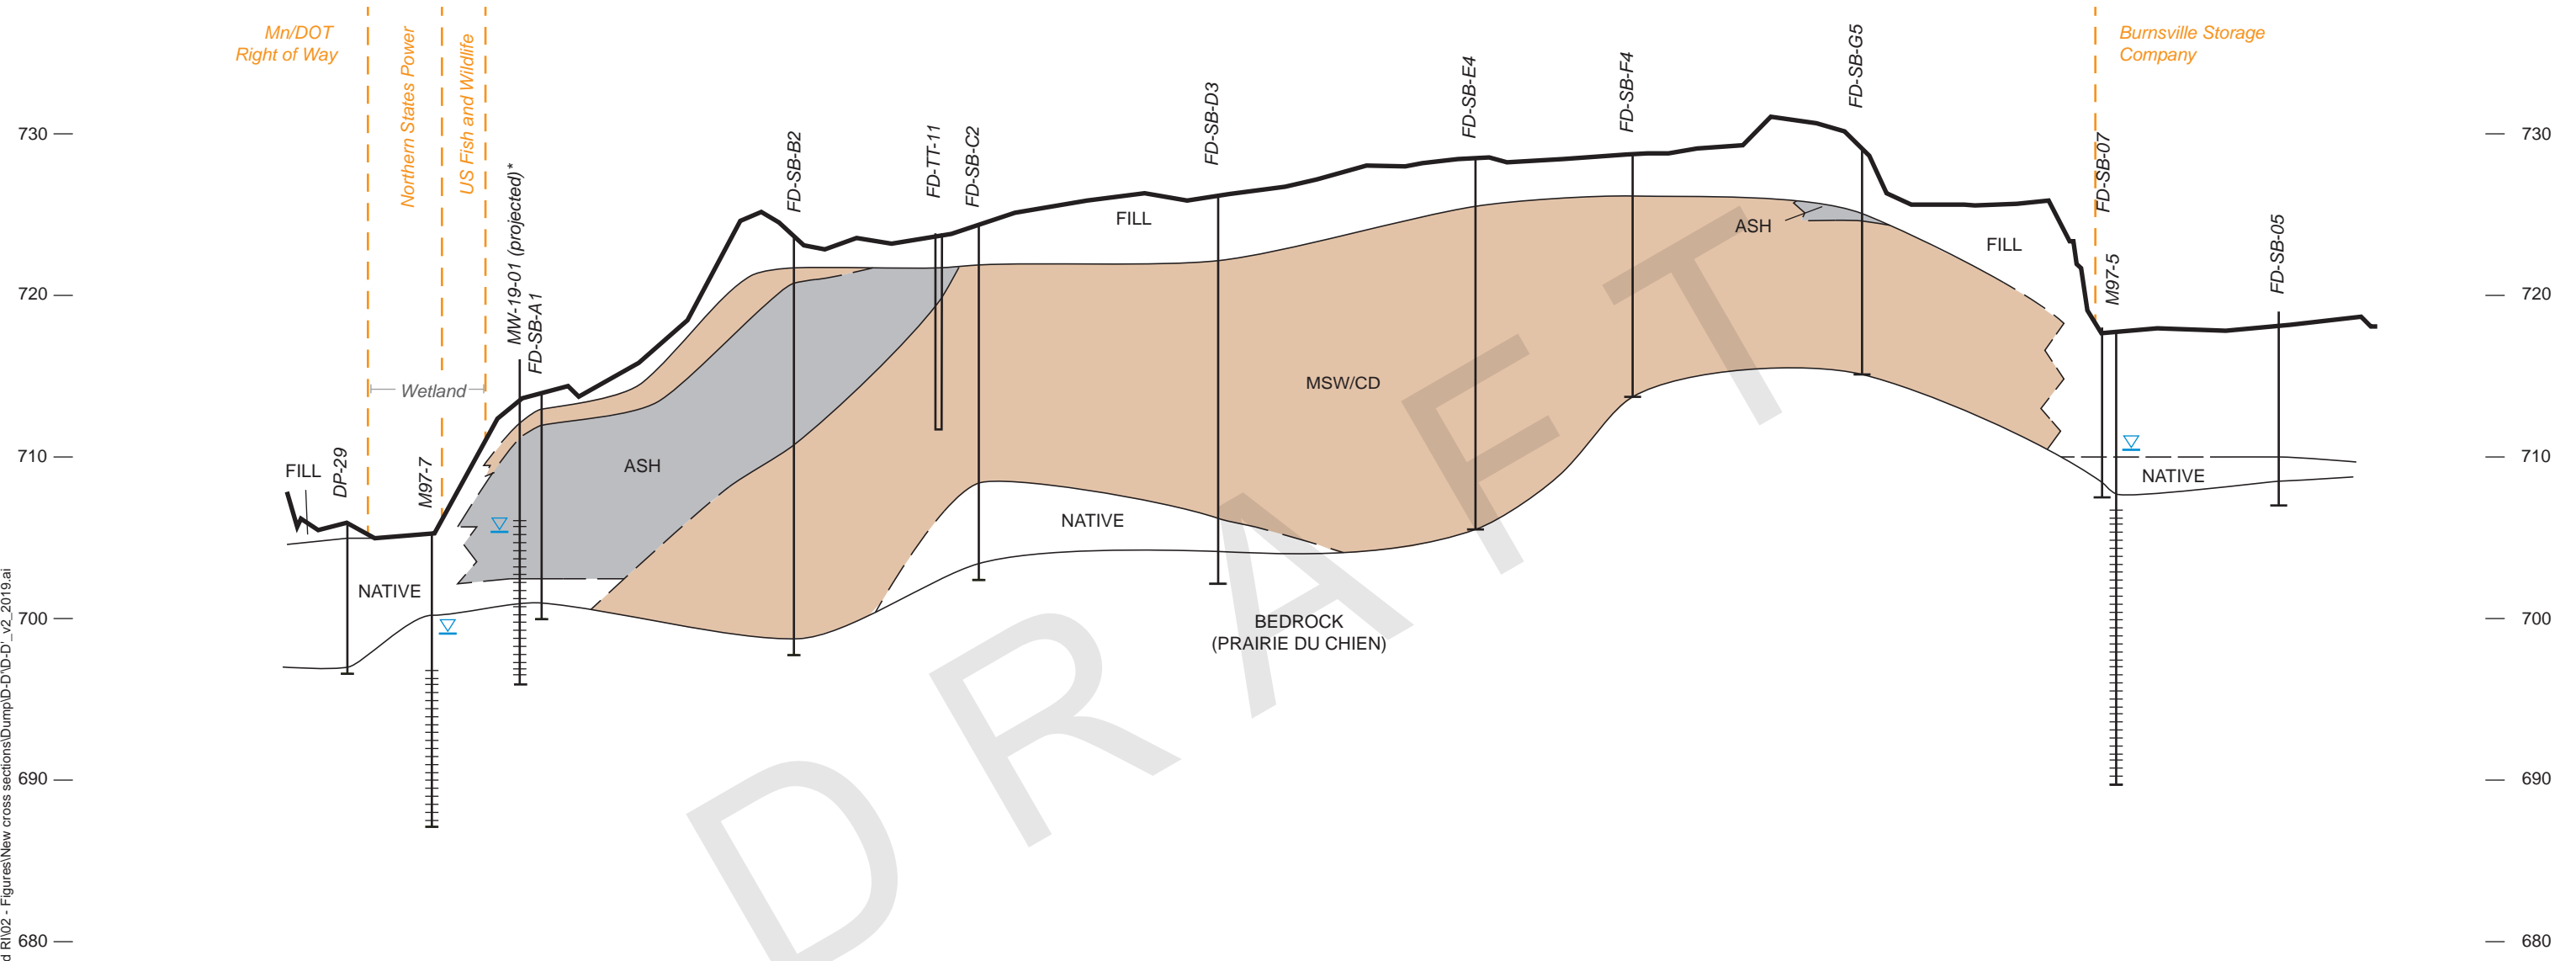 Mn/DOT
Right of Way
Northern States Power
US Fish and Wildlife
Burnsville Storage
Company
730
720
710
700
690
680
730
720
710
700
690
680
DP-29
M97-7
MW-19-01 (projected)*
FD-SB-A1
FD-SB-B2
FD-TT-11
FD-SB-C2
FD-SB-D3
FD-SB-E4
FD-SB-F4
FD-SB-G5
FD-SB-07
M97-5
FD-SB-05
Wetland
FILL
NATIVE
ASH
FILL
NATIVE
MSW/CD
ASH
FILL
NATIVE
BEDROCK
(PRAIRIE DU CHIEN)
DRAFT
d RI\02 - Figures\New cross sections\Dump\D-D'\D-D'_v2_2019.ai